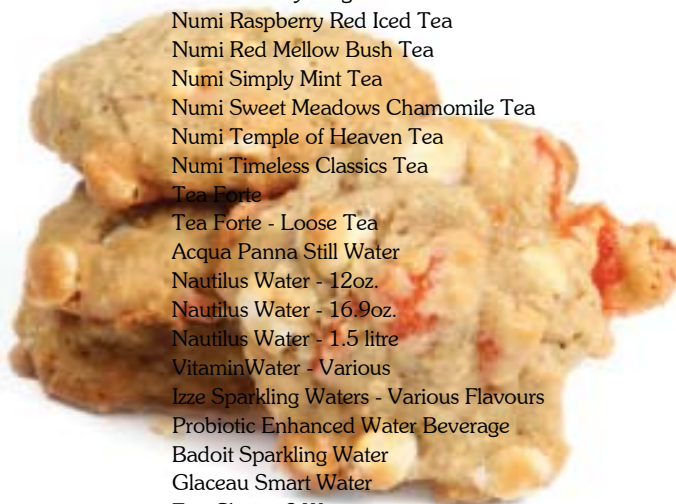 Numi Raspberry Red Iced Tea
Numi Red Mellow Bush Tea
Numi Simply Mint Tea
Numi Sweet Meadows Chamomile Tea
Numi Temple of Heaven Tea
Numi Timeless Classics Tea
Tea Forte
Tea Forte - Loose Tea
Acqua Panna Still Water
Nautilus Water - 12oz.
Nautilus Water - 16.9oz.
Nautilus Water - 1.5 litre
VitaminWater - Various
Izze Sparkling Waters - Various Flavours
Probiotic Enhanced Water Beverage
Badoit Sparkling Water
Glaceau Smart Water